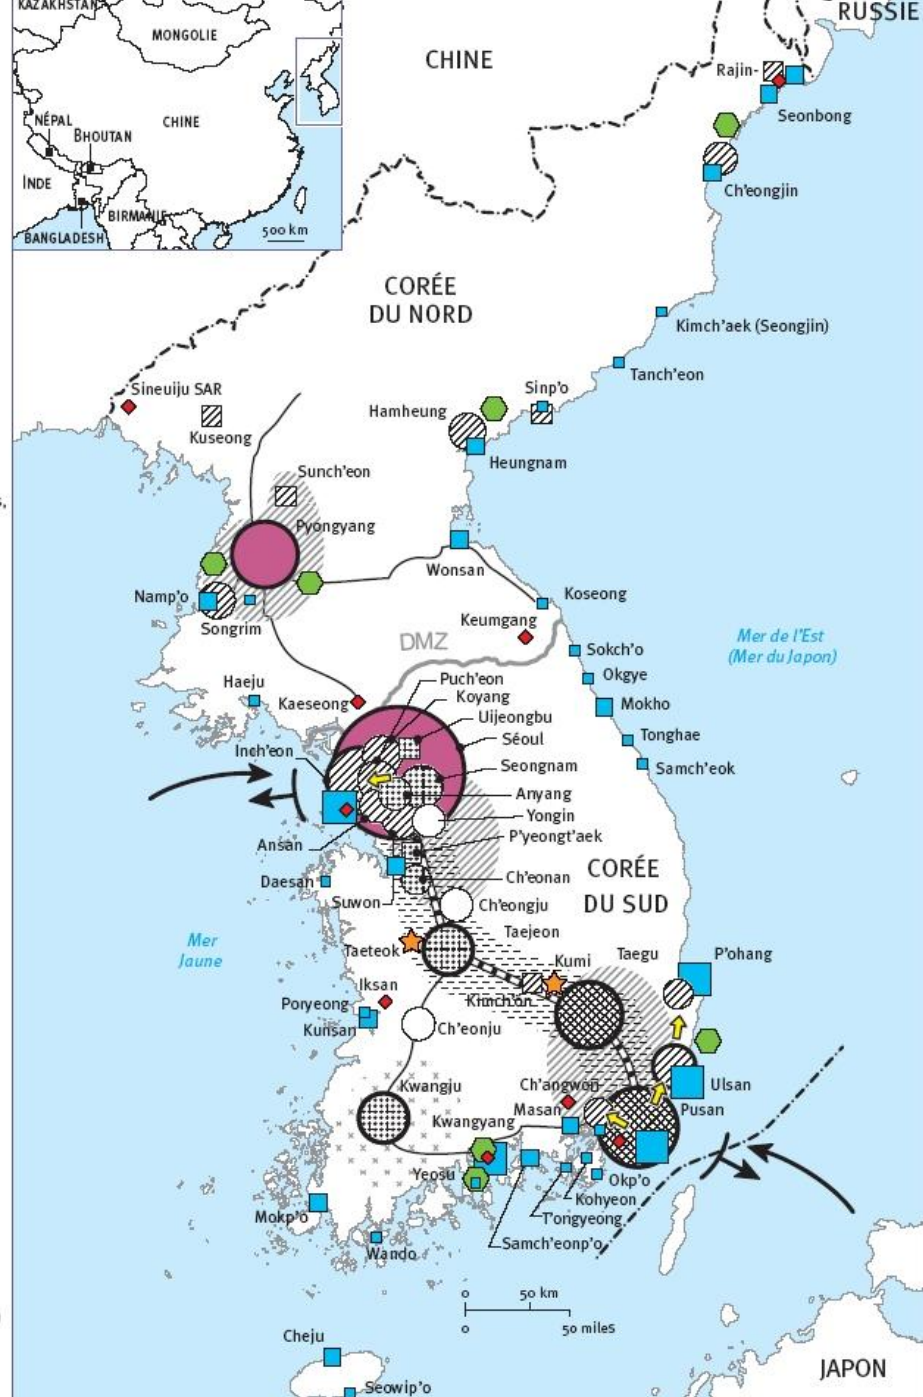 KAZAKHSTAN
MONGOLIE
CHINE
NÉPAL
BHOUTAN
INDE
BIRMANIE
BANGLADESH
500 km
RUSSIE
CHINE
Rajin-
Seonbong
Ch'eongjin
CORÉE
DU NORD
Kimch'aek (Seongjin)
Tanch'eon
Sineuiju SAR
Kuseong
Sinp'o
Hamheung
Heungnam
Sunch'eon
Pyongyang
Wonsan
Namp'o
Songrim
Koseong
Keumgang
DMZ
Mer de l'Est
(Mer du Japon)
Sokch'o
Okgye
Mokho
Tonghae
Samch'eok
Haeju
Kaeseong
Puch'eon
Koyang
Uijeongbu
Séoul
Inch'eon
Seongnam
Anyang
Yongin
P'yeongt'aek
Ansan
Daesan
Suwon
Ch'eonan
CORÉE
DU SUD
Ch'eongju
Taejeon
Mer
Jaune
Taeteok
Kumi
Taegu
P'ohang
Kimch'on
Iksan
Poryeong
Kunsan
Ch'eonju
Kwangju
Ch'angwon
Masan
Ulsan
Pusan
Kwangyang
Yeosu
Okp'o
Kohyeon
T'ongyeong
Samch'eonp'o
Mokp'o
Wando
0 50 km
0 50 miles
Cheju
Seowip'o
JAPON